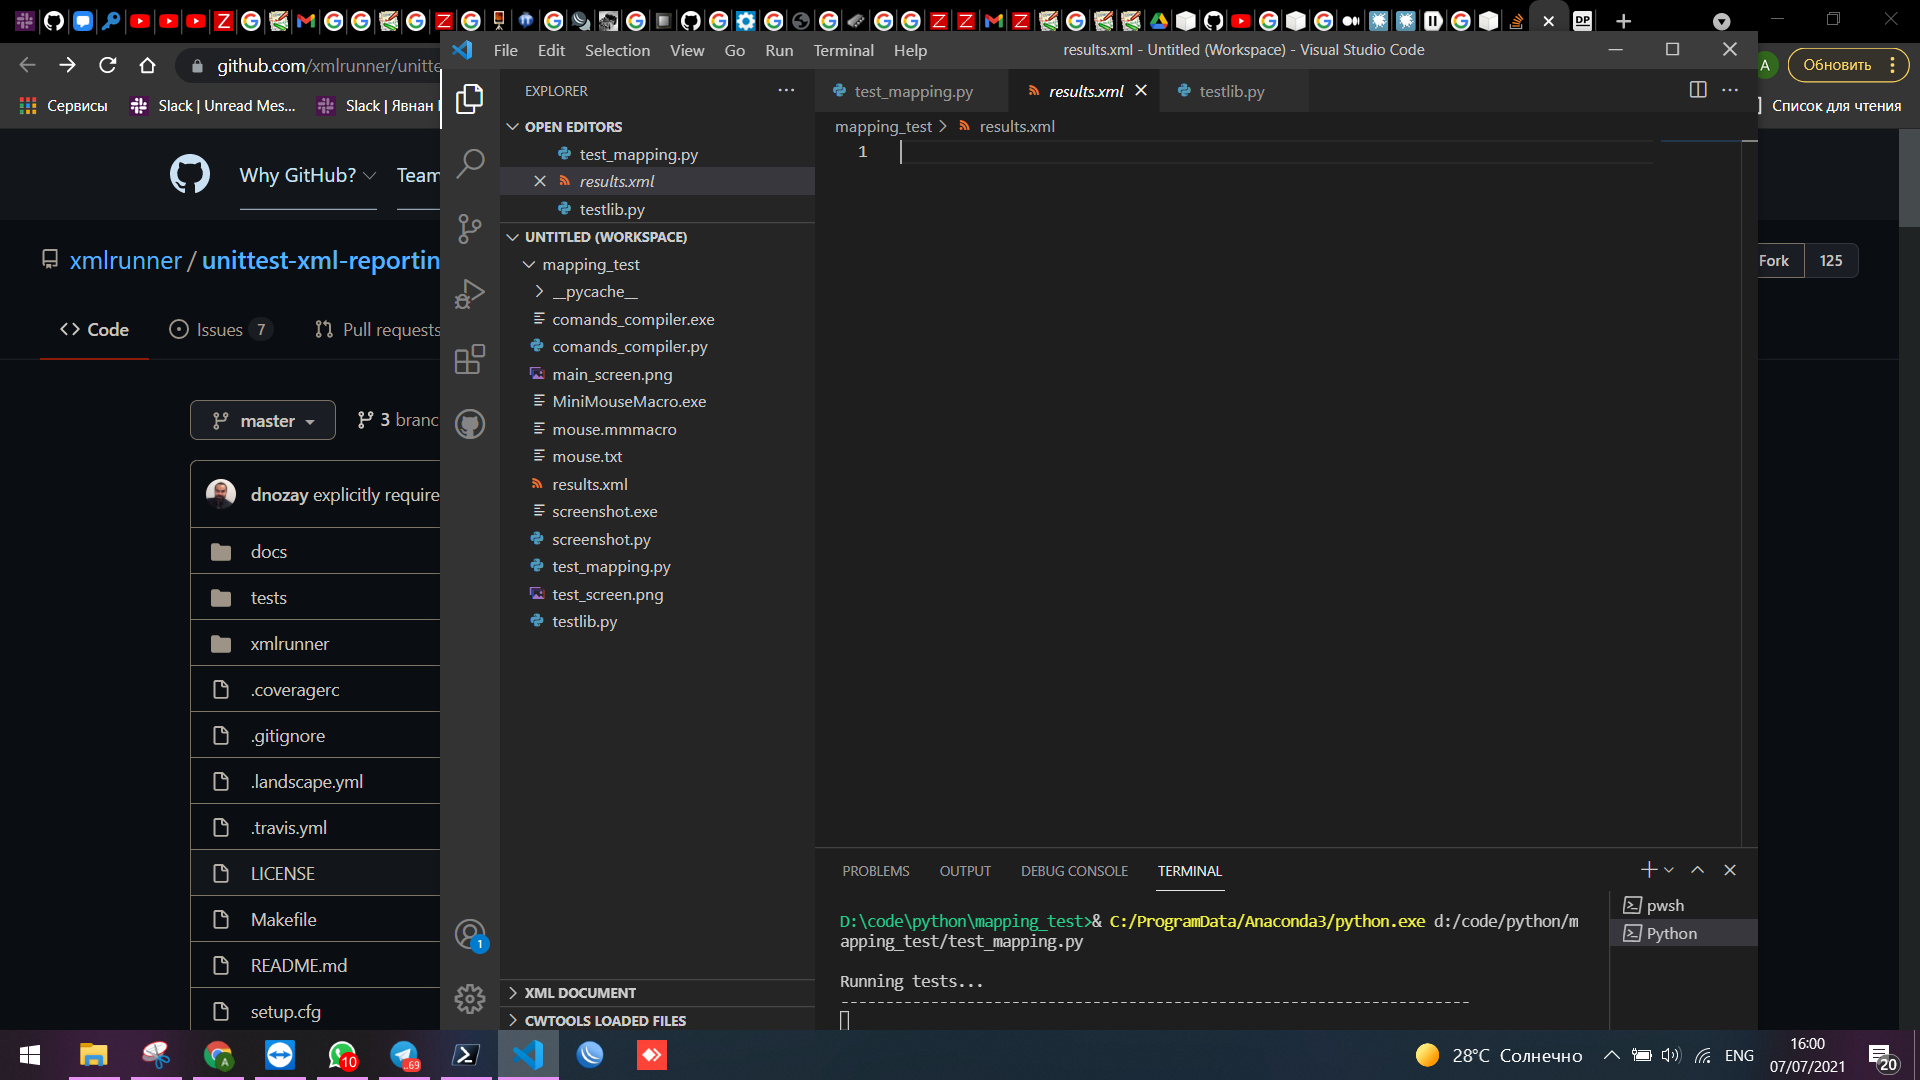 File Edit Selection View Go Run Terminal Help
results.xml - Untitled (Workspace) - Visual Studio Code
github.com/xmlrunner/unitte
A
Обновить
Сервисы
Slack | Unread Mes...
Slack | Явнан
Список для чтения
Why GitHub?
Team
xmlrunner / unittest-xml-reportin
Fork 125
Code
Issues 7
Pull requests
master
3 branc
dnozay explicitly require
docs
tests
xmlrunner
.coveragerc
.gitignore
.landscape.yml
.travis.yml
LICENSE
Makefile
README.md
setup.cfg
EXPLORER
OPEN EDITORS
test_mapping.py
results.xml
testlib.py
UNTITLED (WORKSPACE)
mapping_test
__pycache__
comands_compiler.exe
comands_compiler.py
main_screen.png
MiniMouseMacro.exe
mouse.mmmacro
mouse.txt
results.xml
screenshot.exe
screenshot.py
test_mapping.py
test_screen.png
testlib.py
XML DOCUMENT
CWTOOLS LOADED FILES
1
test_mapping.py
results.xml
testlib.py
mapping_test > results.xml
1
PROBLEMS OUTPUT DEBUG CONSOLE TERMINAL
D:\code\python\mapping_test>& C:/ProgramData/Anaconda3/python.exe d:/code/python/m
apping_test/test_mapping.py
Running tests...
----------------------------------------------------------------------
pwsh
Python
10
69
28°C Солнечно
ENG
16:00
07/07/2021
20